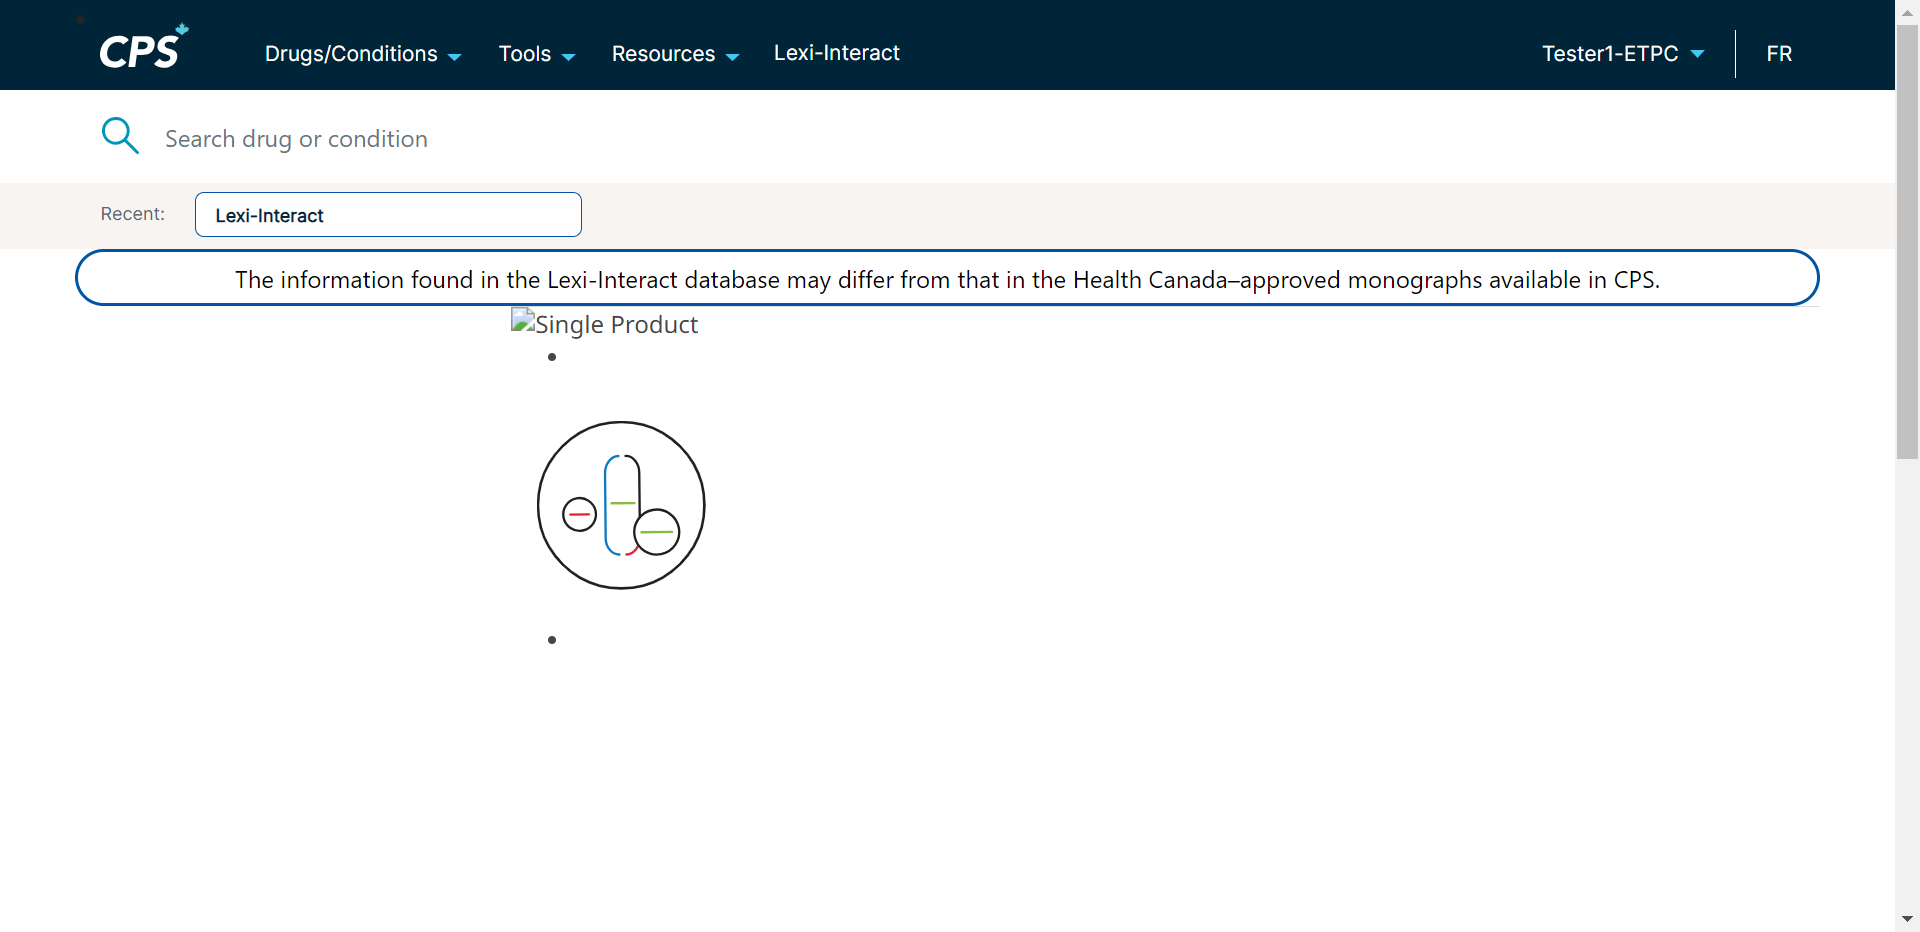 CPS
Drugs/Conditions
Tools
Resources
Lexi-Interact
Tester1-ETPC
FR
Search drug or condition
Recent:
Lexi-Interact
The information found in the Lexi-Interact database may differ from that in the Health Canada–approved monographs available in CPS.
Single Product